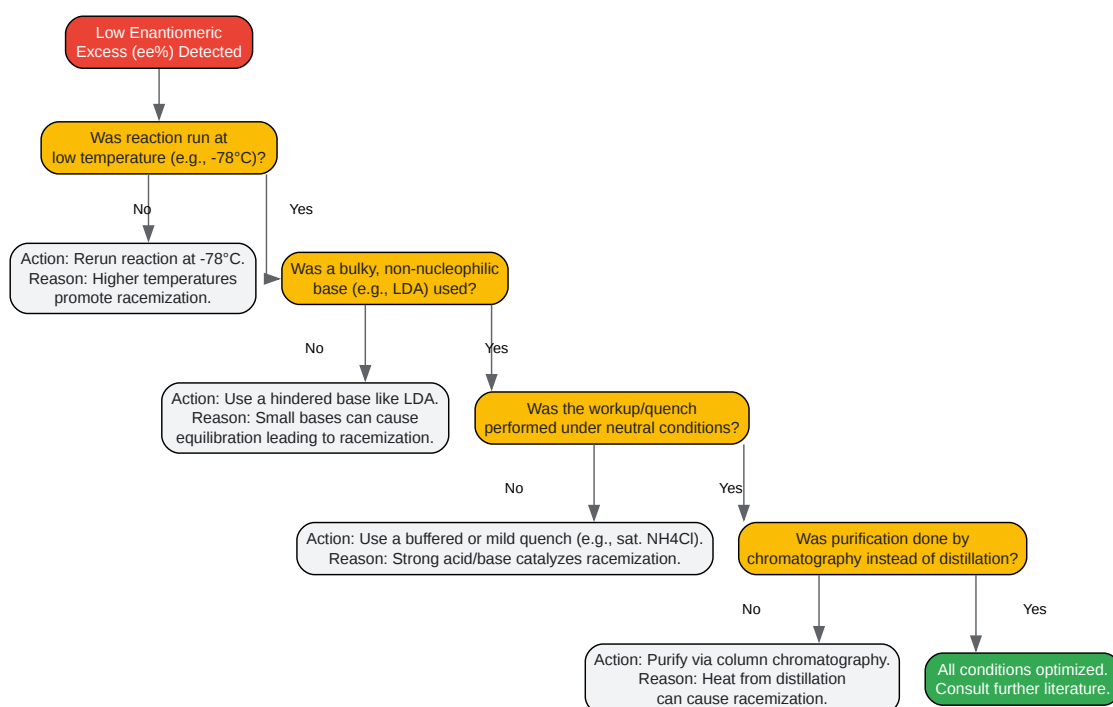 Low Enantiomeric
Excess (ee%) Detected
Was reaction run at
low temperature (e.g., -78°C)?
No
Yes
Action: Rerun reaction at -78°C.
Reason: Higher temperatures
promote racemization.
Was a bulky, non-nucleophilic
base (e.g., LDA) used?
No
Yes
Action: Use a hindered base like LDA.
Reason: Small bases can cause
equilibration leading to racemization.
Was the workup/quench
performed under neutral conditions?
No
Yes
Action: Use a buffered or mild quench (e.g., sat. NH4Cl).
Reason: Strong acid/base catalyzes racemization.
Was purification done by
chromatography instead of distillation?
No
Yes
Action: Purify via column chromatography.
Reason: Heat from distillation
can cause racemization.
All conditions optimized.
Consult further literature.